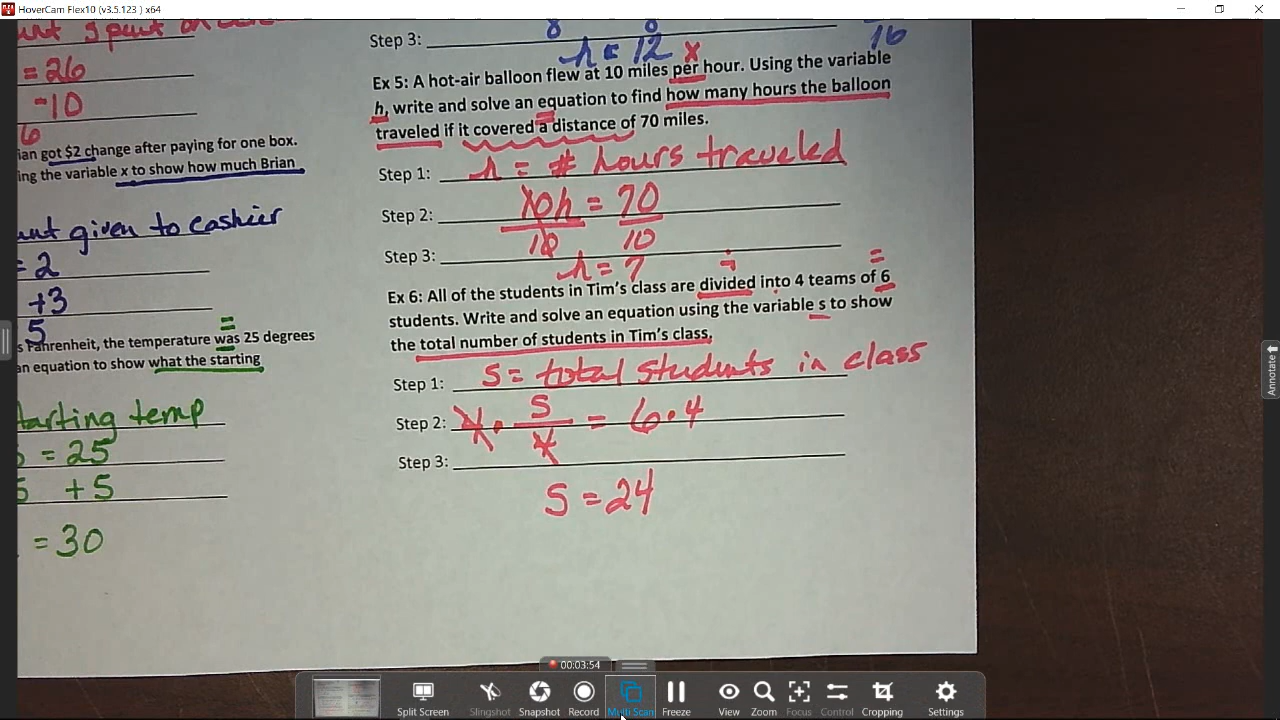 HoverCam Flex10 (v3.5.123 ) x64
= 26
-10
6
ian got $2 change after paying for one box.
ing the variable x to show how much Brian
given to cashier
= 2
+3
5
s Fahrenheit, the temperature was 25 degrees
an equation to show what the starting
tarting temp
= 25
+5
= 30
8 8
Step 3:
h = 12
16
x
Ex 5: A hot-air balloon flew at 10 miles per hour. Using the variable
h, write and solve an equation to find how many hours the balloon
=
traveled if it covered a distance of 70 miles.
Step 1: h = # hours traveled
Step 2: 10h = 70
10 10
Step 3:
h = 7
÷ =
Ex 6: All of the students in Tim's class are divided into 4 teams of 6
students. Write and solve an equation using the variable s to show
the total number of students in Tim's class.
Step 1: S = total students in class
Step 2: 4 • S = 6 • 4
4
Step 3:
S = 24
Annotate
00:03:54
Split Screen Slingshot Snapshot Record Multi Scan Freeze View Zoom Focus Control Cropping Settings